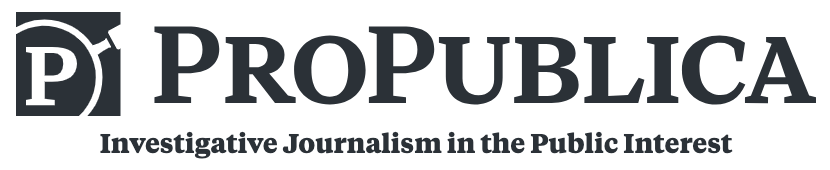 P PROPUBLICA
Investigative Journalism in the Public Interest